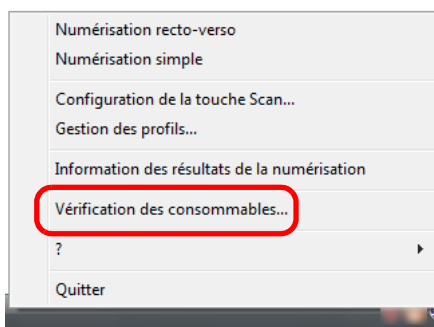 Numérisation recto-verso
Numérisation simple
Configuration de la touche Scan...
Gestion des profils...
Information des résultats de la numérisation
Vérification des consommables...
?
Quitter